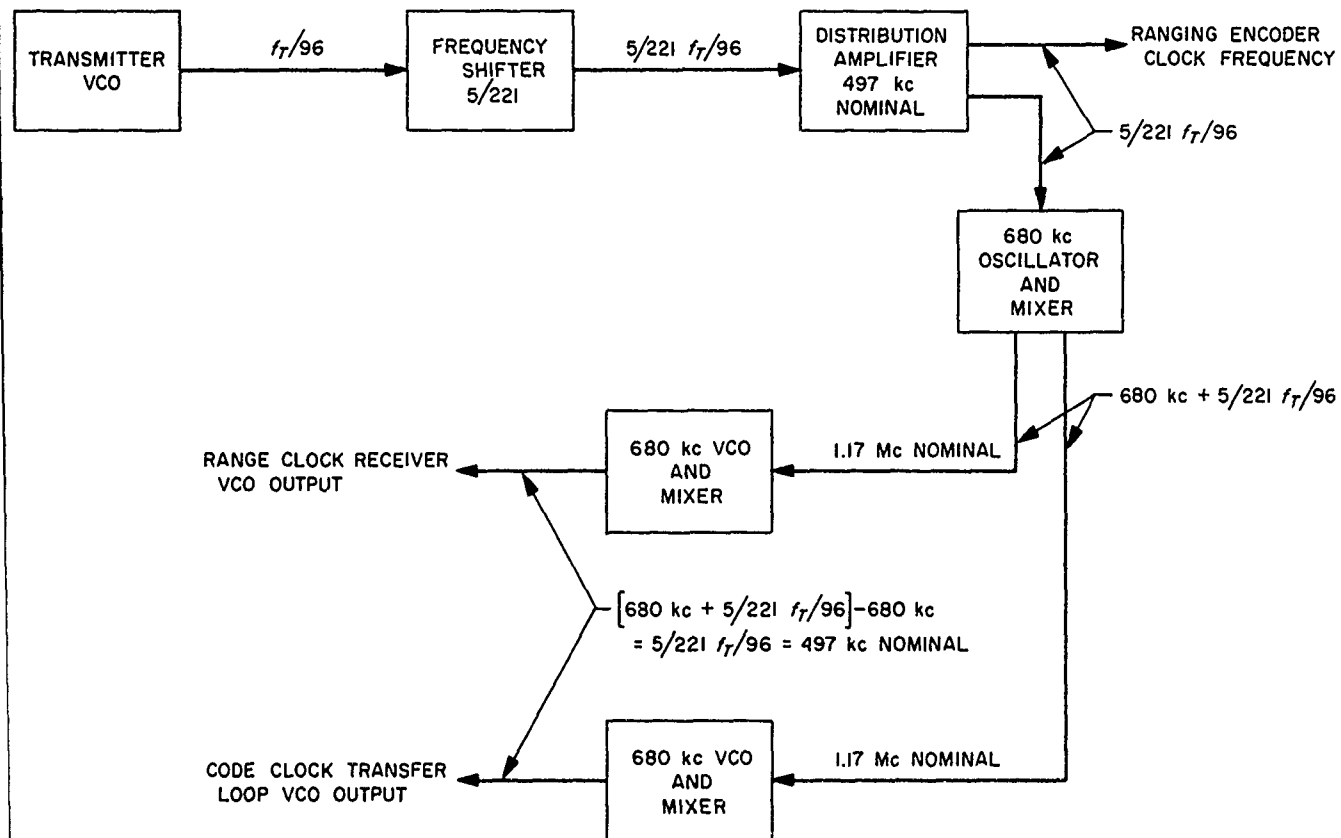 TRANSMITTER
VCO
f_T/96
FREQUENCY
SHIFTER
5/221
5/221 f_T/96
DISTRIBUTION
AMPLIFIER
497 kc
NOMINAL
RANGING ENCODER
CLOCK FREQUENCY
5/221 f_T/96
680 kc
OSCILLATOR
AND
MIXER
680 kc + 5/221 f_T/96
1.17 Mc NOMINAL
680 kc VCO
AND
MIXER
RANGE CLOCK RECEIVER
VCO OUTPUT
[680 kc + 5/221 f_T/96]-680 kc
= 5/221 f_T/96 = 497 kc NOMINAL
1.17 Mc NOMINAL
680 kc VCO
AND
MIXER
CODE CLOCK TRANSFER
LOOP VCO OUTPUT